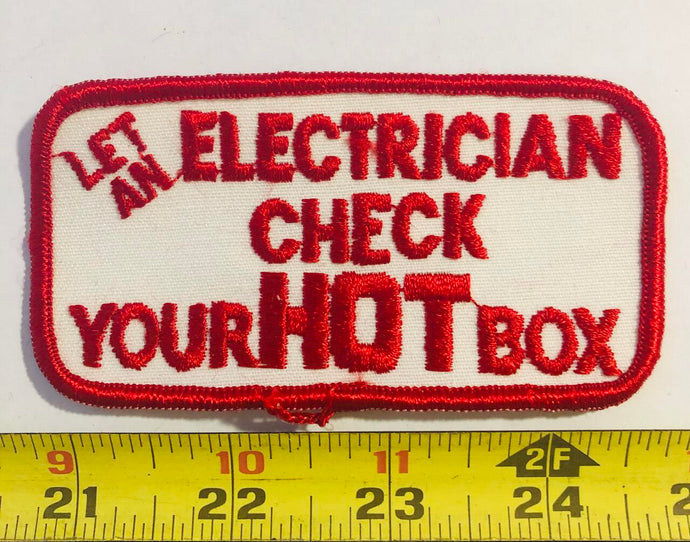 LET AN ELECTRICIAN
CHECK
YOUR HOT BOX
9 10 11 2F
21 22 23 24